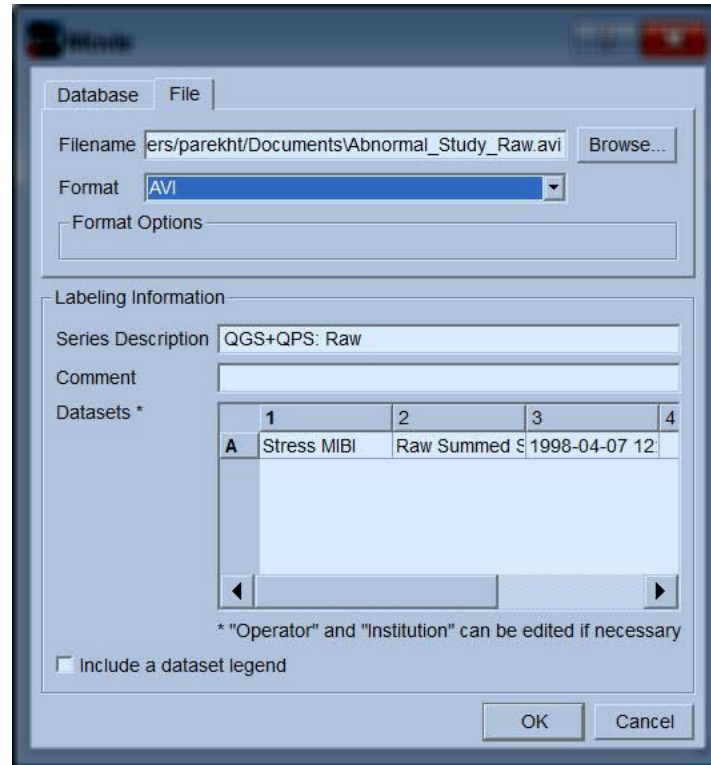 Movie
Database File
Filename ers/parekht/Documents\Abnormal_Study_Raw.avi Browse...
Format AVI
Format Options
Labeling Information
Series Description QGS+QPS: Raw
Comment
Datasets *
1 2 3 4
A Stress MIBI Raw Summed S 1998-04-07 12:
* "Operator" and "Institution" can be edited if necessary
Include a dataset legend
OK Cancel